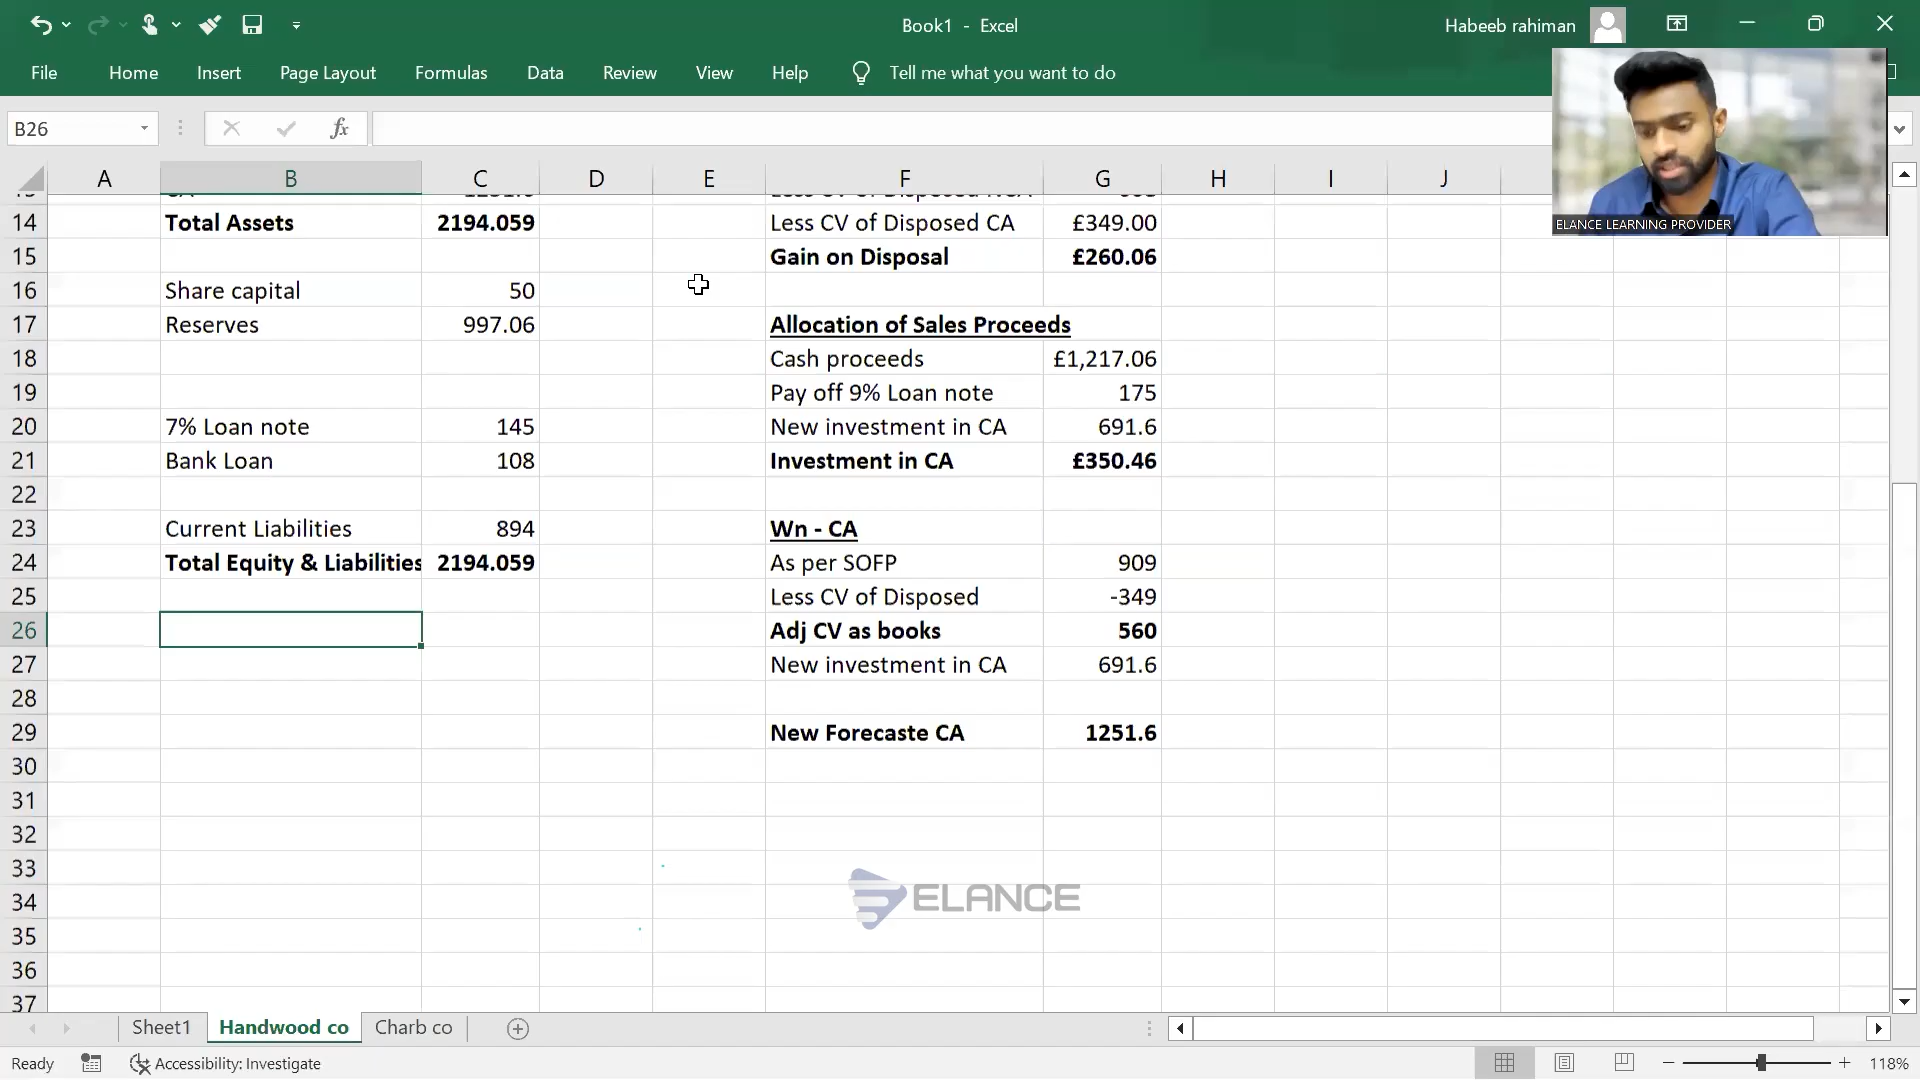 Book1 - Excel
Habeeb rahiman
File Home Insert Page Layout Formulas Data Review View Help Tell me what you want to do
B26 fx
ELANCE LEARNING PROVIDER
A B C D E F G H I J
14 Total Assets 2194.059 Less CV of Disposed CA £349.00
15 Gain on Disposal £260.06
16 Share capital 50
17 Reserves 997.06 Allocation of Sales Proceeds
18 Cash proceeds £1,217.06
19 Pay off 9% Loan note 175
20 7% Loan note 145 New investment in CA 691.6
21 Bank Loan 108 Investment in CA £350.46
22
23 Current Liabilities 894 Wn - CA
24 Total Equity & Liabilities 2194.059 As per SOFP 909
25 Less CV of Disposed -349
26 Adj CV as books 560
27 New investment in CA 691.6
28
29 New Forecaste CA 1251.6
30
31
32
33
34 ELANCE
35
36
37
Sheet1 Handwood co Charb co
Ready Accessibility: Investigate 118%